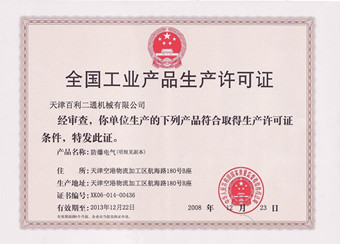 全国工业产品生产许可证
天津百利二通机械有限公司
经审查，你单位生产的下列产品符合取得生产许可证
条件，特发此证。
产品名称：防爆电气(明细见副本)
住 所：天津空港物流加工区航海路180号B座
生产地址：天津空港物流加工区航海路180号B座
证书编号：XK06-014-00436
有效期至：2013年12月22日
2008 年 12 月 23 日